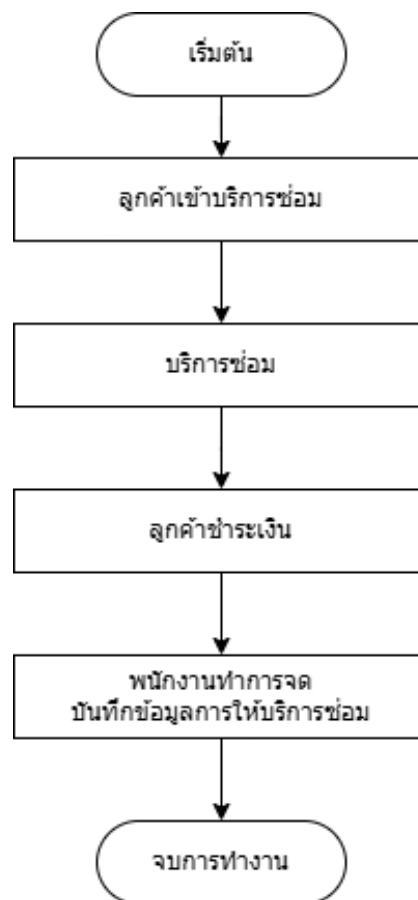 เริ่มต้น
ลูกค้าเข้าบริการซ่อม
บริการซ่อม
ลูกค้าชำระเงิน
พนักงานทำการจด
บันทึกข้อมูลการให้บริการซ่อม
จบการทำงาน